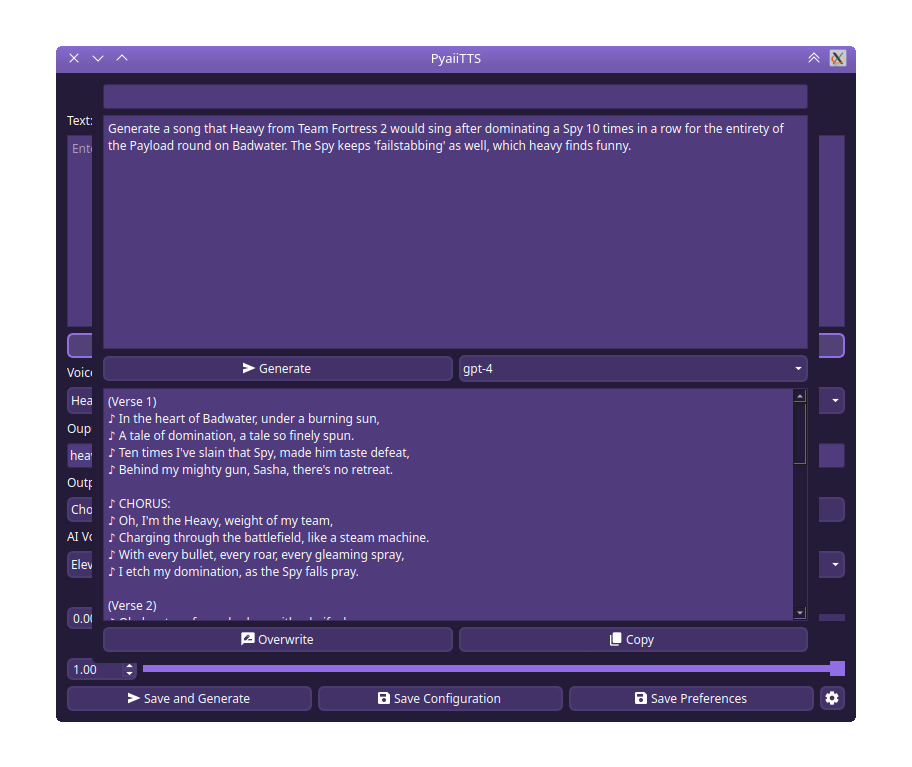 PyaiiTTS
Text:
Ente
Generate a song that Heavy from Team Fortress 2 would sing after dominating a Spy 10 times in a row for the entirety of
the Payload round on Badwater. The Spy keeps 'failstabbing' as well, which heavy finds funny.
Generate
gpt-4
Voice
Hea
Oup
heav
Outp
Cho
AI Vo
Elev
0.00
(Verse 1)
♪ In the heart of Badwater, under a burning sun,
♪ A tale of domination, a tale so finely spun.
♪ Ten times I've slain that Spy, made him taste defeat,
♪ Behind my mighty gun, Sasha, there's no retreat.
♪ CHORUS:
♪ Oh, I'm the Heavy, weight of my team,
♪ Charging through the battlefield, like a steam machine.
♪ With every bullet, every roar, every gleaming spray,
♪ I etch my domination, as the Spy falls pray.
(Verse 2)
Overwrite
Copy
1.00
Save and Generate
Save Configuration
Save Preferences